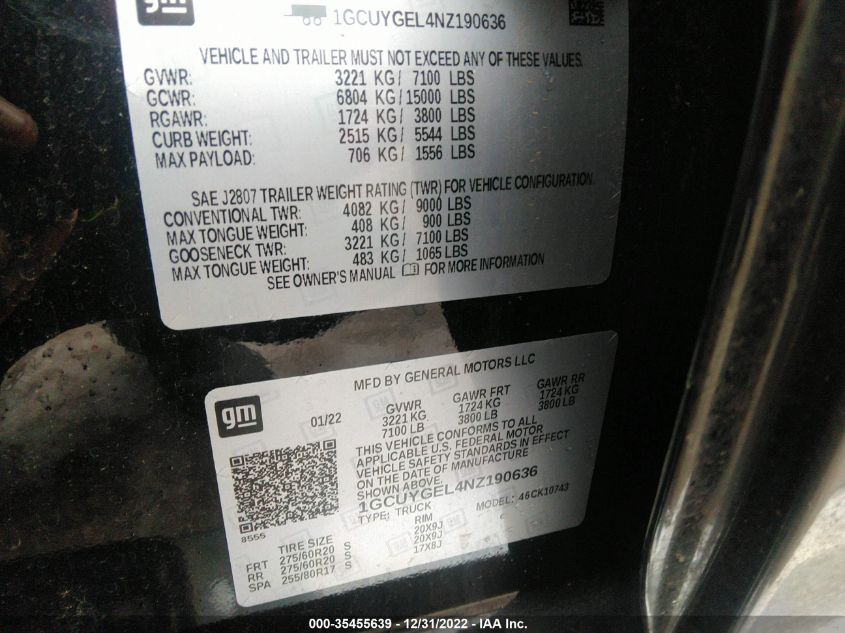 gm
1GCUYGEL4NZ190636
VEHICLE AND TRAILER MUST NOT EXCEED ANY OF THESE VALUES.
GVWR: 3221 KG/ 7100 LBS
GCWR: 6804 KG/15000 LBS
RGAWR: 1724 KG/ 3800 LBS
CURB WEIGHT: 2515 KG/ 5544 LBS
MAX PAYLOAD: 706 KG/ 1556 LBS
SAE J2807 TRAILER WEIGHT RATING (TWR) FOR VEHICLE CONFIGURATION.
CONVENTIONAL TWR: 4082 KG/ 9000 LBS
MAX TONGUE WEIGHT: 408 KG/ 900 LBS
GOOSENECK TWR: 3221 KG/ 7100 LBS
MAX TONGUE WEIGHT: 483 KG/ 1065 LBS
SEE OWNER'S MANUAL FOR MORE INFORMATION
MFD BY GENERAL MOTORS LLC
gm
01/22
GVWR GAWR FRT GAWR RR
3221 KG 1724 KG 1724 KG
7100 LB 3800 LB 3800 LB
THIS VEHICLE CONFORMS TO ALL
APPLICABLE U.S. FEDERAL MOTOR
VEHICLE SAFETY STANDARDS IN EFFECT
ON THE DATE OF MANUFACTURE
SHOWN ABOVE.
1GCUYGEL4NZ190636
TYPE: TRUCK MODEL: 46CK10743
8555
TIRE SIZE RIM
FRT 275/60R20 S 20X9J
RR 275/60R20 S 20X9J
SPA 255/80R17 S 17X8J
000-35455639 - 12/31/2022 - IAA Inc.